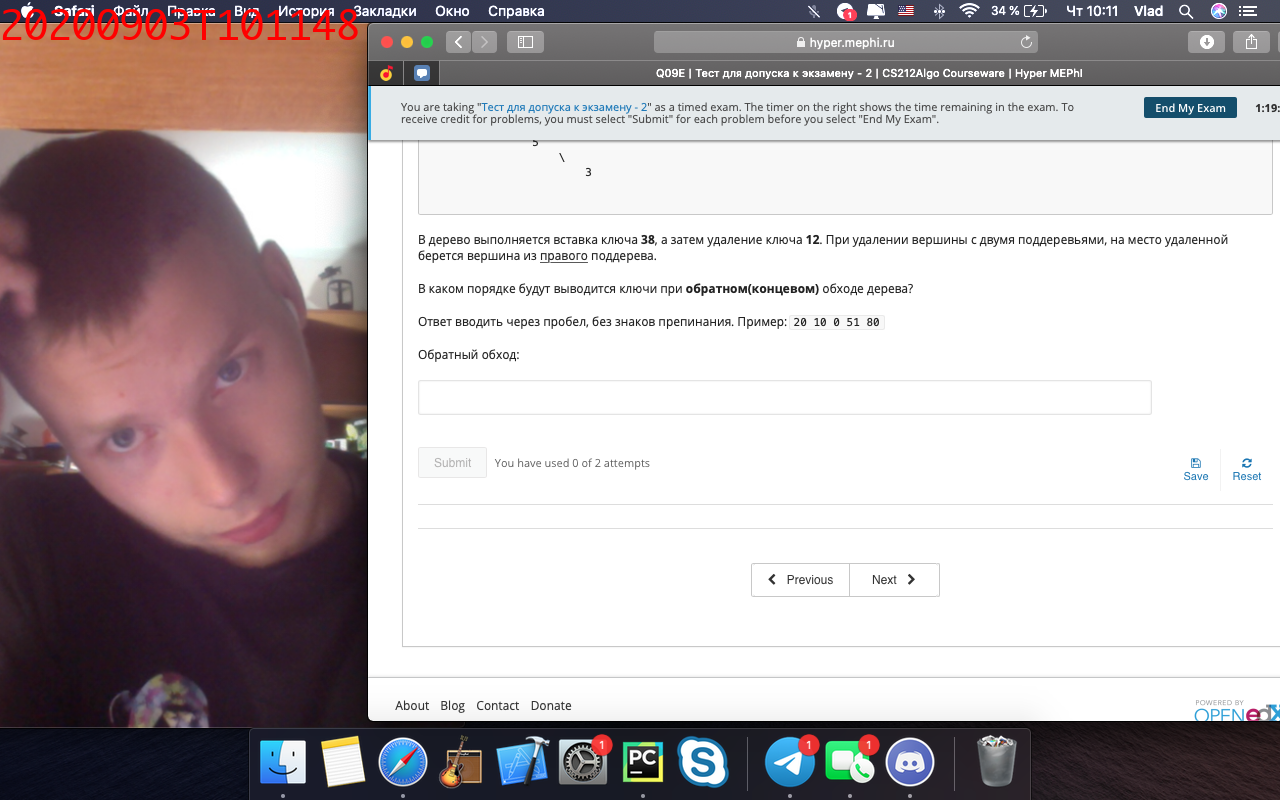 Safari Файл Правка Вид История Закладки Окно Справка 1 34 % Чт 10:11 Vlad
20200903T101148
hyper.mephi.ru
Q09E | Тест для допуска к экзамену - 2 | CS212Algo Courseware | Hyper MEPhI
You are taking "Тест для допуска к экзамену - 2" as a timed exam. The timer on the right shows the time remaining in the exam. To
receive credit for problems, you must select "Submit" for each problem before you select "End My Exam".
End My Exam
1:19:
5
\
3
В дерево выполняется вставка ключа 38, а затем удаление ключа 12. При удалении вершины с двумя поддеревьями, на место удаленной
берется вершина из правого поддерева.
В каком порядке будут выводится ключи при обратном(концевом) обходе дерева?
Ответ вводить через пробел, без знаков препинания. Пример: 20 10 0 51 80
Обратный обход:
Submit You have used 0 of 2 attempts
Save Reset
Previous Next
About Blog Contact Donate
POWERED BY
OPEN edX
1 PC 1 1